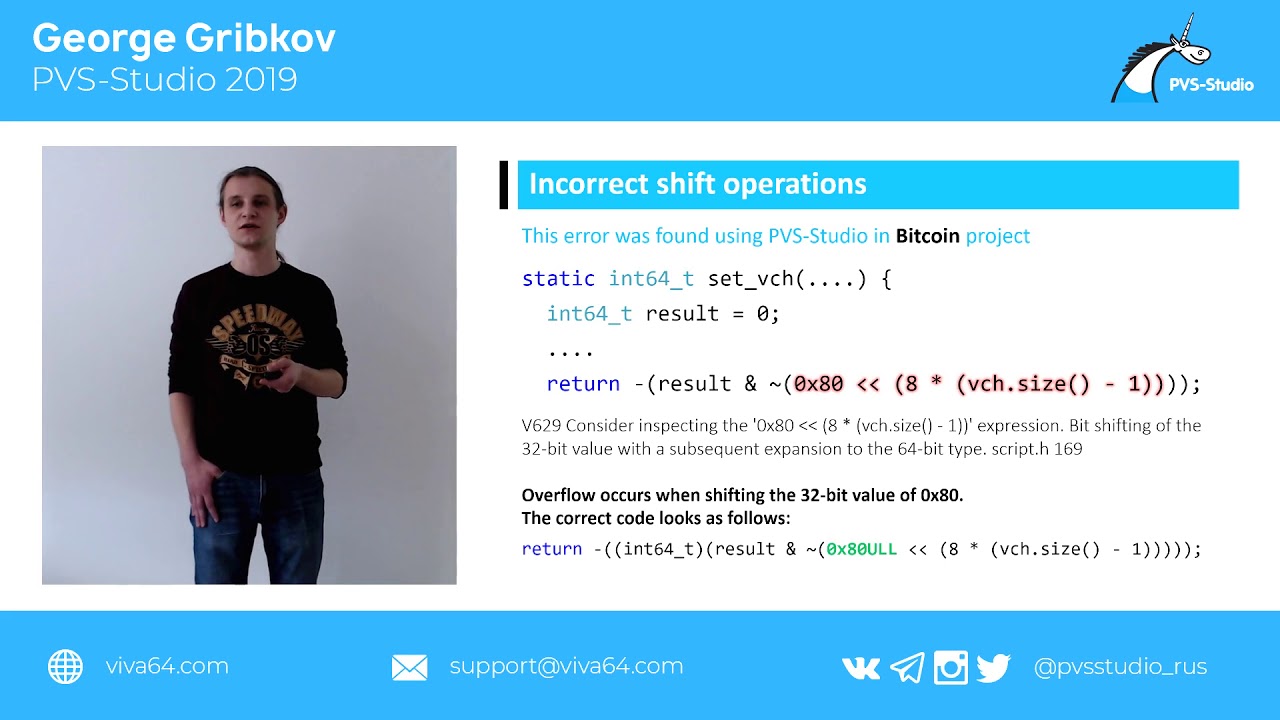 George Gribkov
PVS-Studio 2019
PVS-Studio
SPEEDWAY
OS
Incorrect shift operations
This error was found using PVS-Studio in Bitcoin project
static int64_t set_vch(....) {
int64_t result = 0;
....
return -(result & ~(0x80 << (8 * (vch.size() - 1))));
V629 Consider inspecting the '0x80 << (8 * (vch.size() - 1))' expression. Bit shifting of the
32-bit value with a subsequent expansion to the 64-bit type. script.h 169
Overflow occurs when shifting the 32-bit value of 0x80.
The correct code looks as follows:
return -((int64_t)(result & ~(0x80ULL << (8 * (vch.size() - 1)))));
viva64.com
support@viva64.com
@pvsstudio_rus